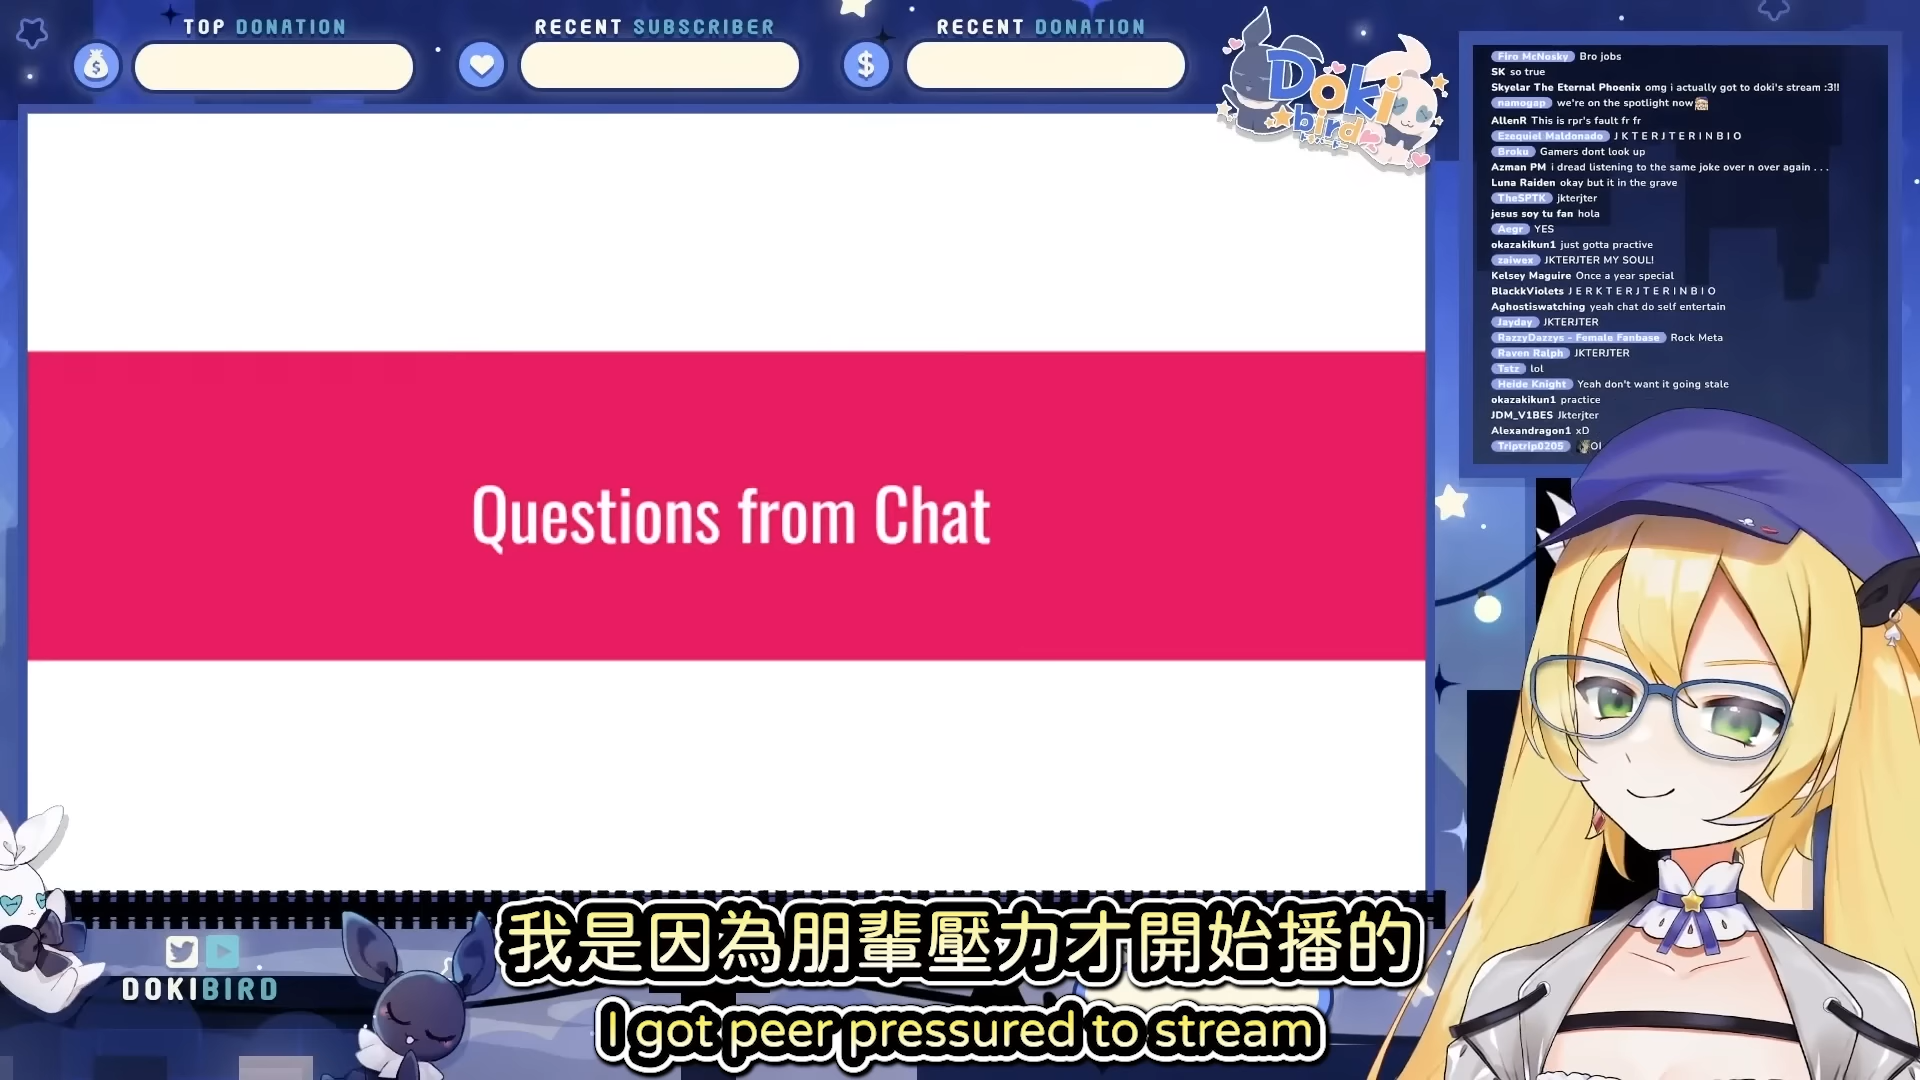 TOP DONATION
RECENT SUBSCRIBER
RECENT DONATION
Doki
bird
Firo McNosky Bro jobs
SK so true
Skyelar The Eternal Phoenix omg i actually got to doki's stream :3!!
namogap we're on the spotlight now
AllenR This is rpr's fault fr fr
Ezequiel Maldonado J K T E R J T E R I N B I O
Broku Gamers dont look up
Azman PM i dread listening to the same joke over n over again . . .
Luna Raiden okay but it in the grave
TheSPTK jkterjter
jesus soy tu fan hola
Aegr YES
okazakikun1 just gotta practive
zaiwex JKTERJTER MY SOUL!
Kelsey Maguire Once a year special
BlackkViolets J E R K T E R J T E R I N B I O
Aghostiswatching yeah chat do self entertain
Jayday JKTERJTER
RazzyDazzys - Female Fanbase Rock Meta
Raven Ralph JKTERJTER
Tstz lol
Heide Knight Yeah don't want it going stale
okazakikun1 practice
JDM_V1BES Jkterjter
Alexandragon1 xD
Triptrip0205
Questions from Chat
DOKIBIRD
我是因為朋輩壓力才開始播的
I got peer pressured to stream